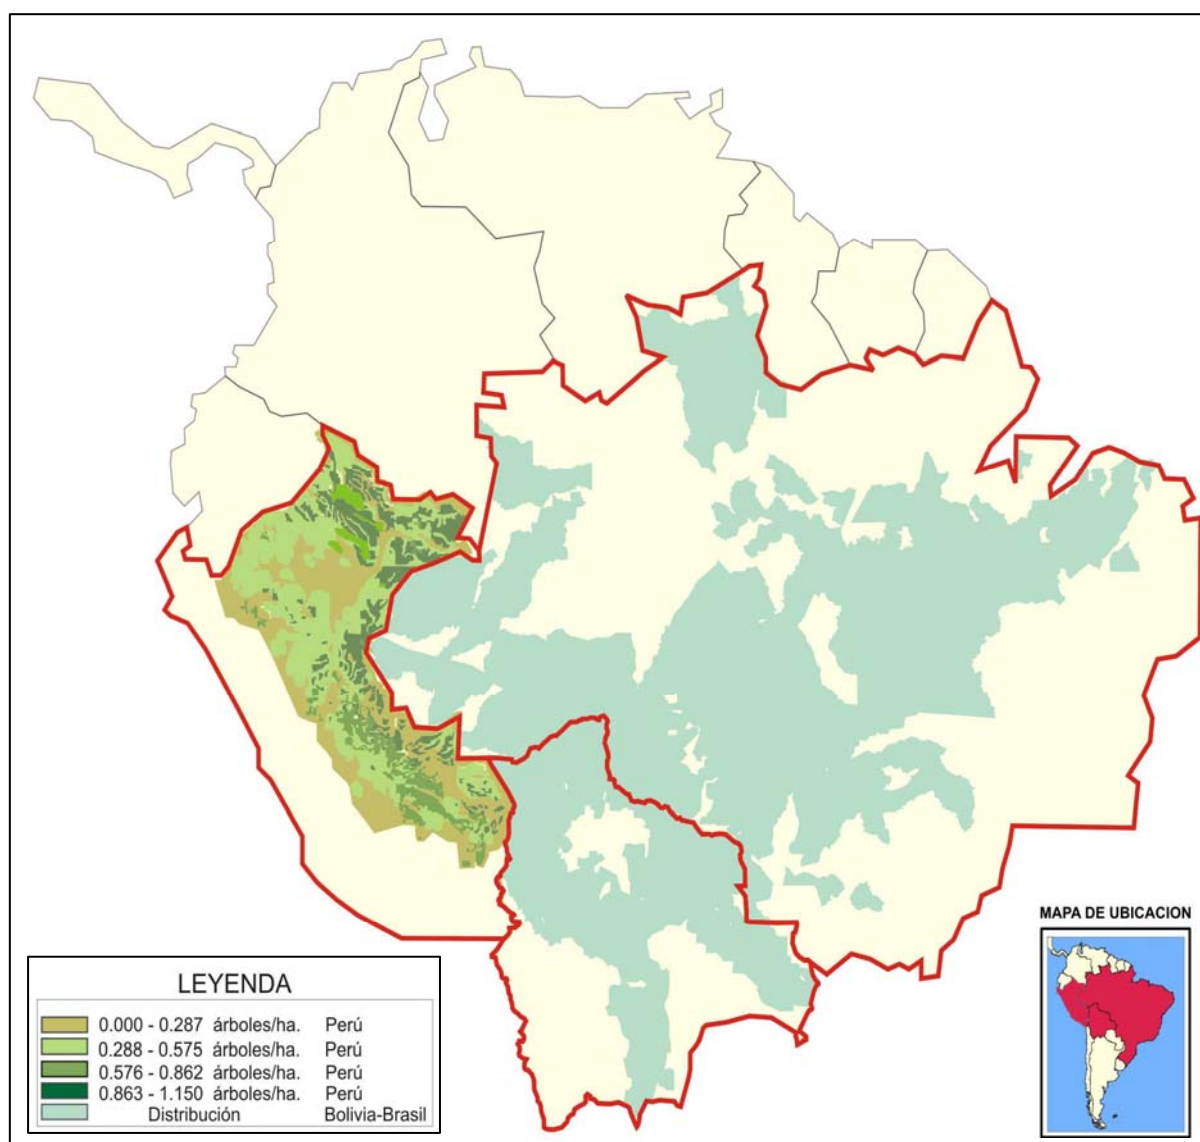 MAPA DE UBICACION
LEYENDA
0.000 - 0.287 árboles/ha. Perú
0.288 - 0.575 árboles/ha. Perú
0.576 - 0.862 árboles/ha. Perú
0.863 - 1.150 árboles/ha. Perú
Distribución Bolivia-Brasil